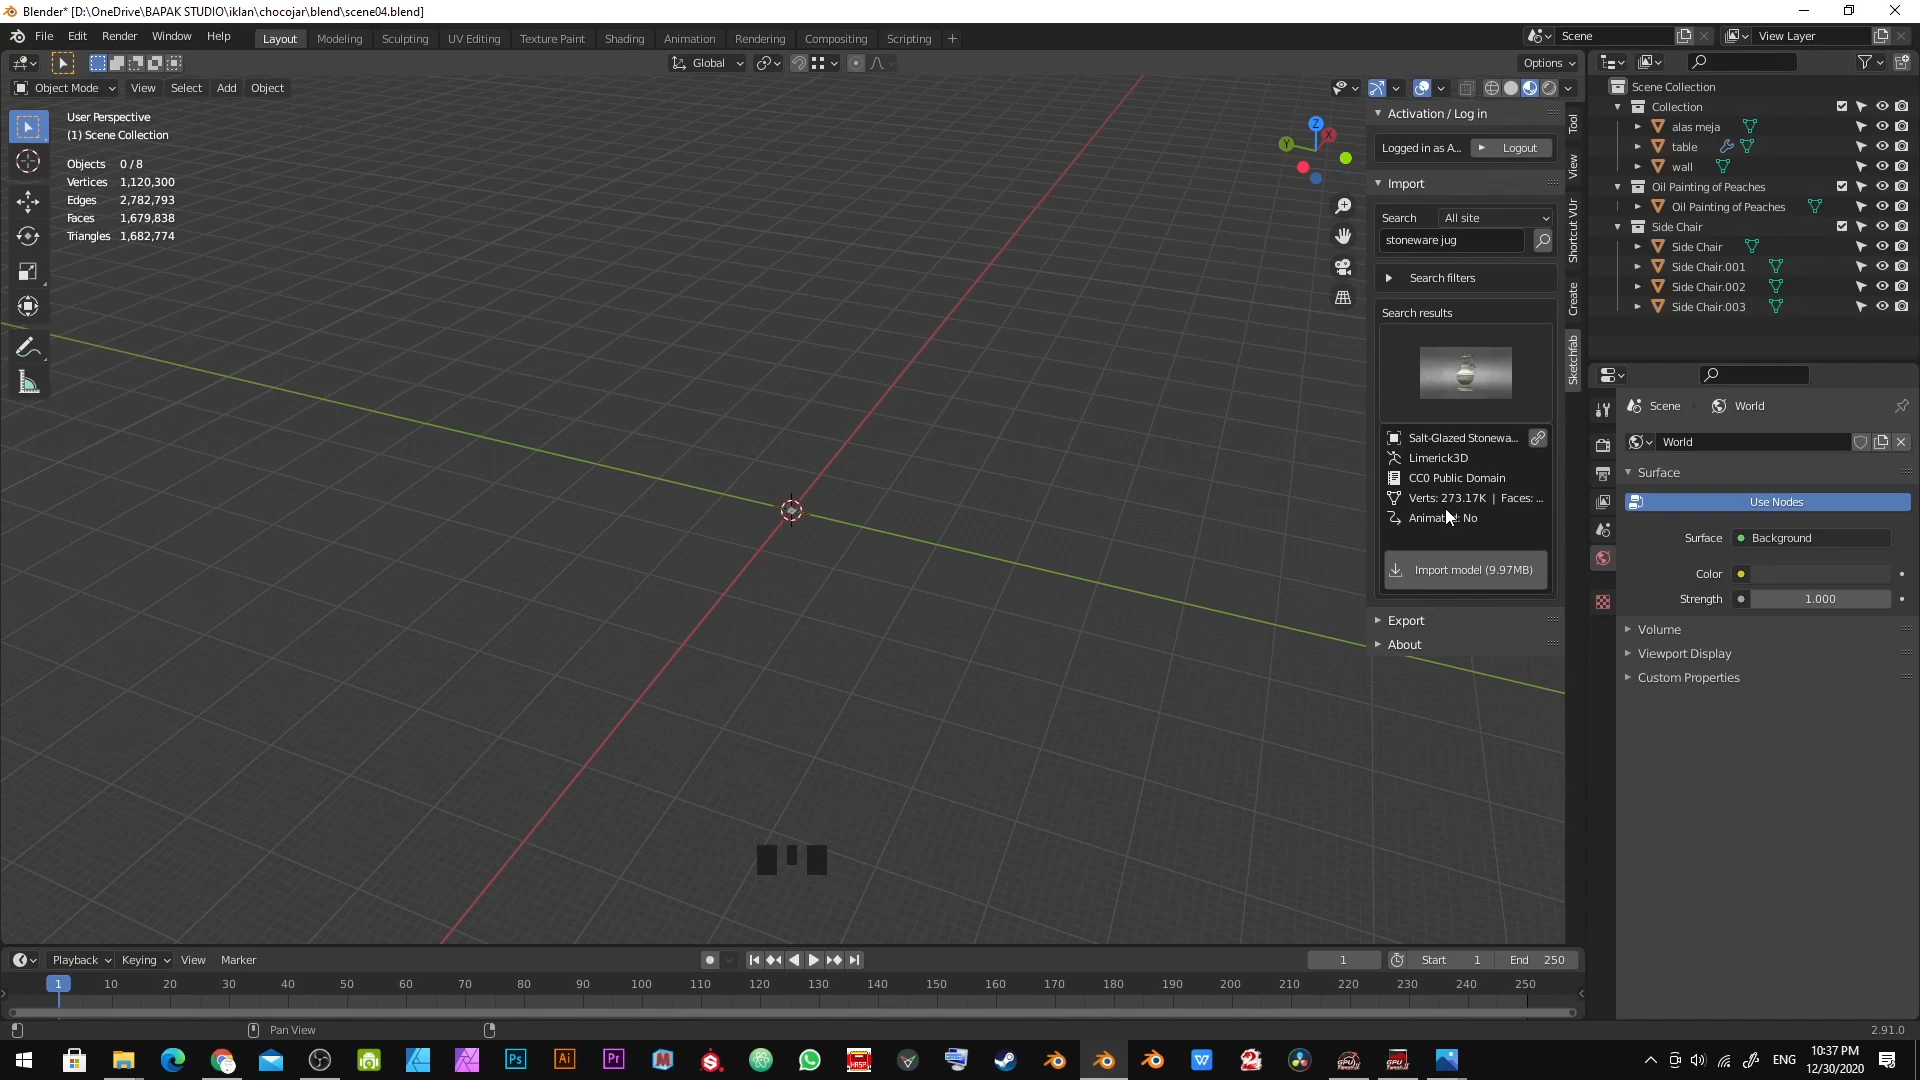 Blender* [D:\OneDrive\BAPAK STUDIO\iklan\chocojar\blend\scene04.blend]
File Edit Render Window Help
Layout Modeling Sculpting UV Editing Texture Paint Shading Animation Rendering Compositing Scripting
Scene
View Layer
Global
Options
Object Mode View Select Add Object
User Perspective
(1) Scene Collection
Objects 0/8
Vertices 1,120,300
Edges 2,782,793
Faces 1,679,838
Triangles 1,682,774
Z
X
Y
Activation / Log in
Logged in as A... Logout
Import
Search All site
stoneware jug
Search filters
Search results
Salt-Glazed Stonewa...
Limerick3D
CC0 Public Domain
Verts: 273.17K | Faces: ...
Import model (9.97MB)
Export
About
Tool
View
Shortcut VUr
Create
Sketchfab
Scene Collection
Collection
alas meja
table
wall
Oil Painting of Peaches
Oil Painting of Peaches
Side Chair
Side Chair
Side Chair.001
Side Chair.002
Side Chair.003
Scene World
World
Surface
Use Nodes
Surface Background
Color
Strength 1.000
Volume
Viewport Display
Custom Properties
Playback Keying View Marker
1 Start 1 End 250
1 10 20 30 40 50 60 70 80 90 100 110 120 130 140 150 160 170 180 190 200 210 220 230 240 250
Pan View
2.91.0
Ps Ai Pr
ENG
10:37 PM
12/30/2020